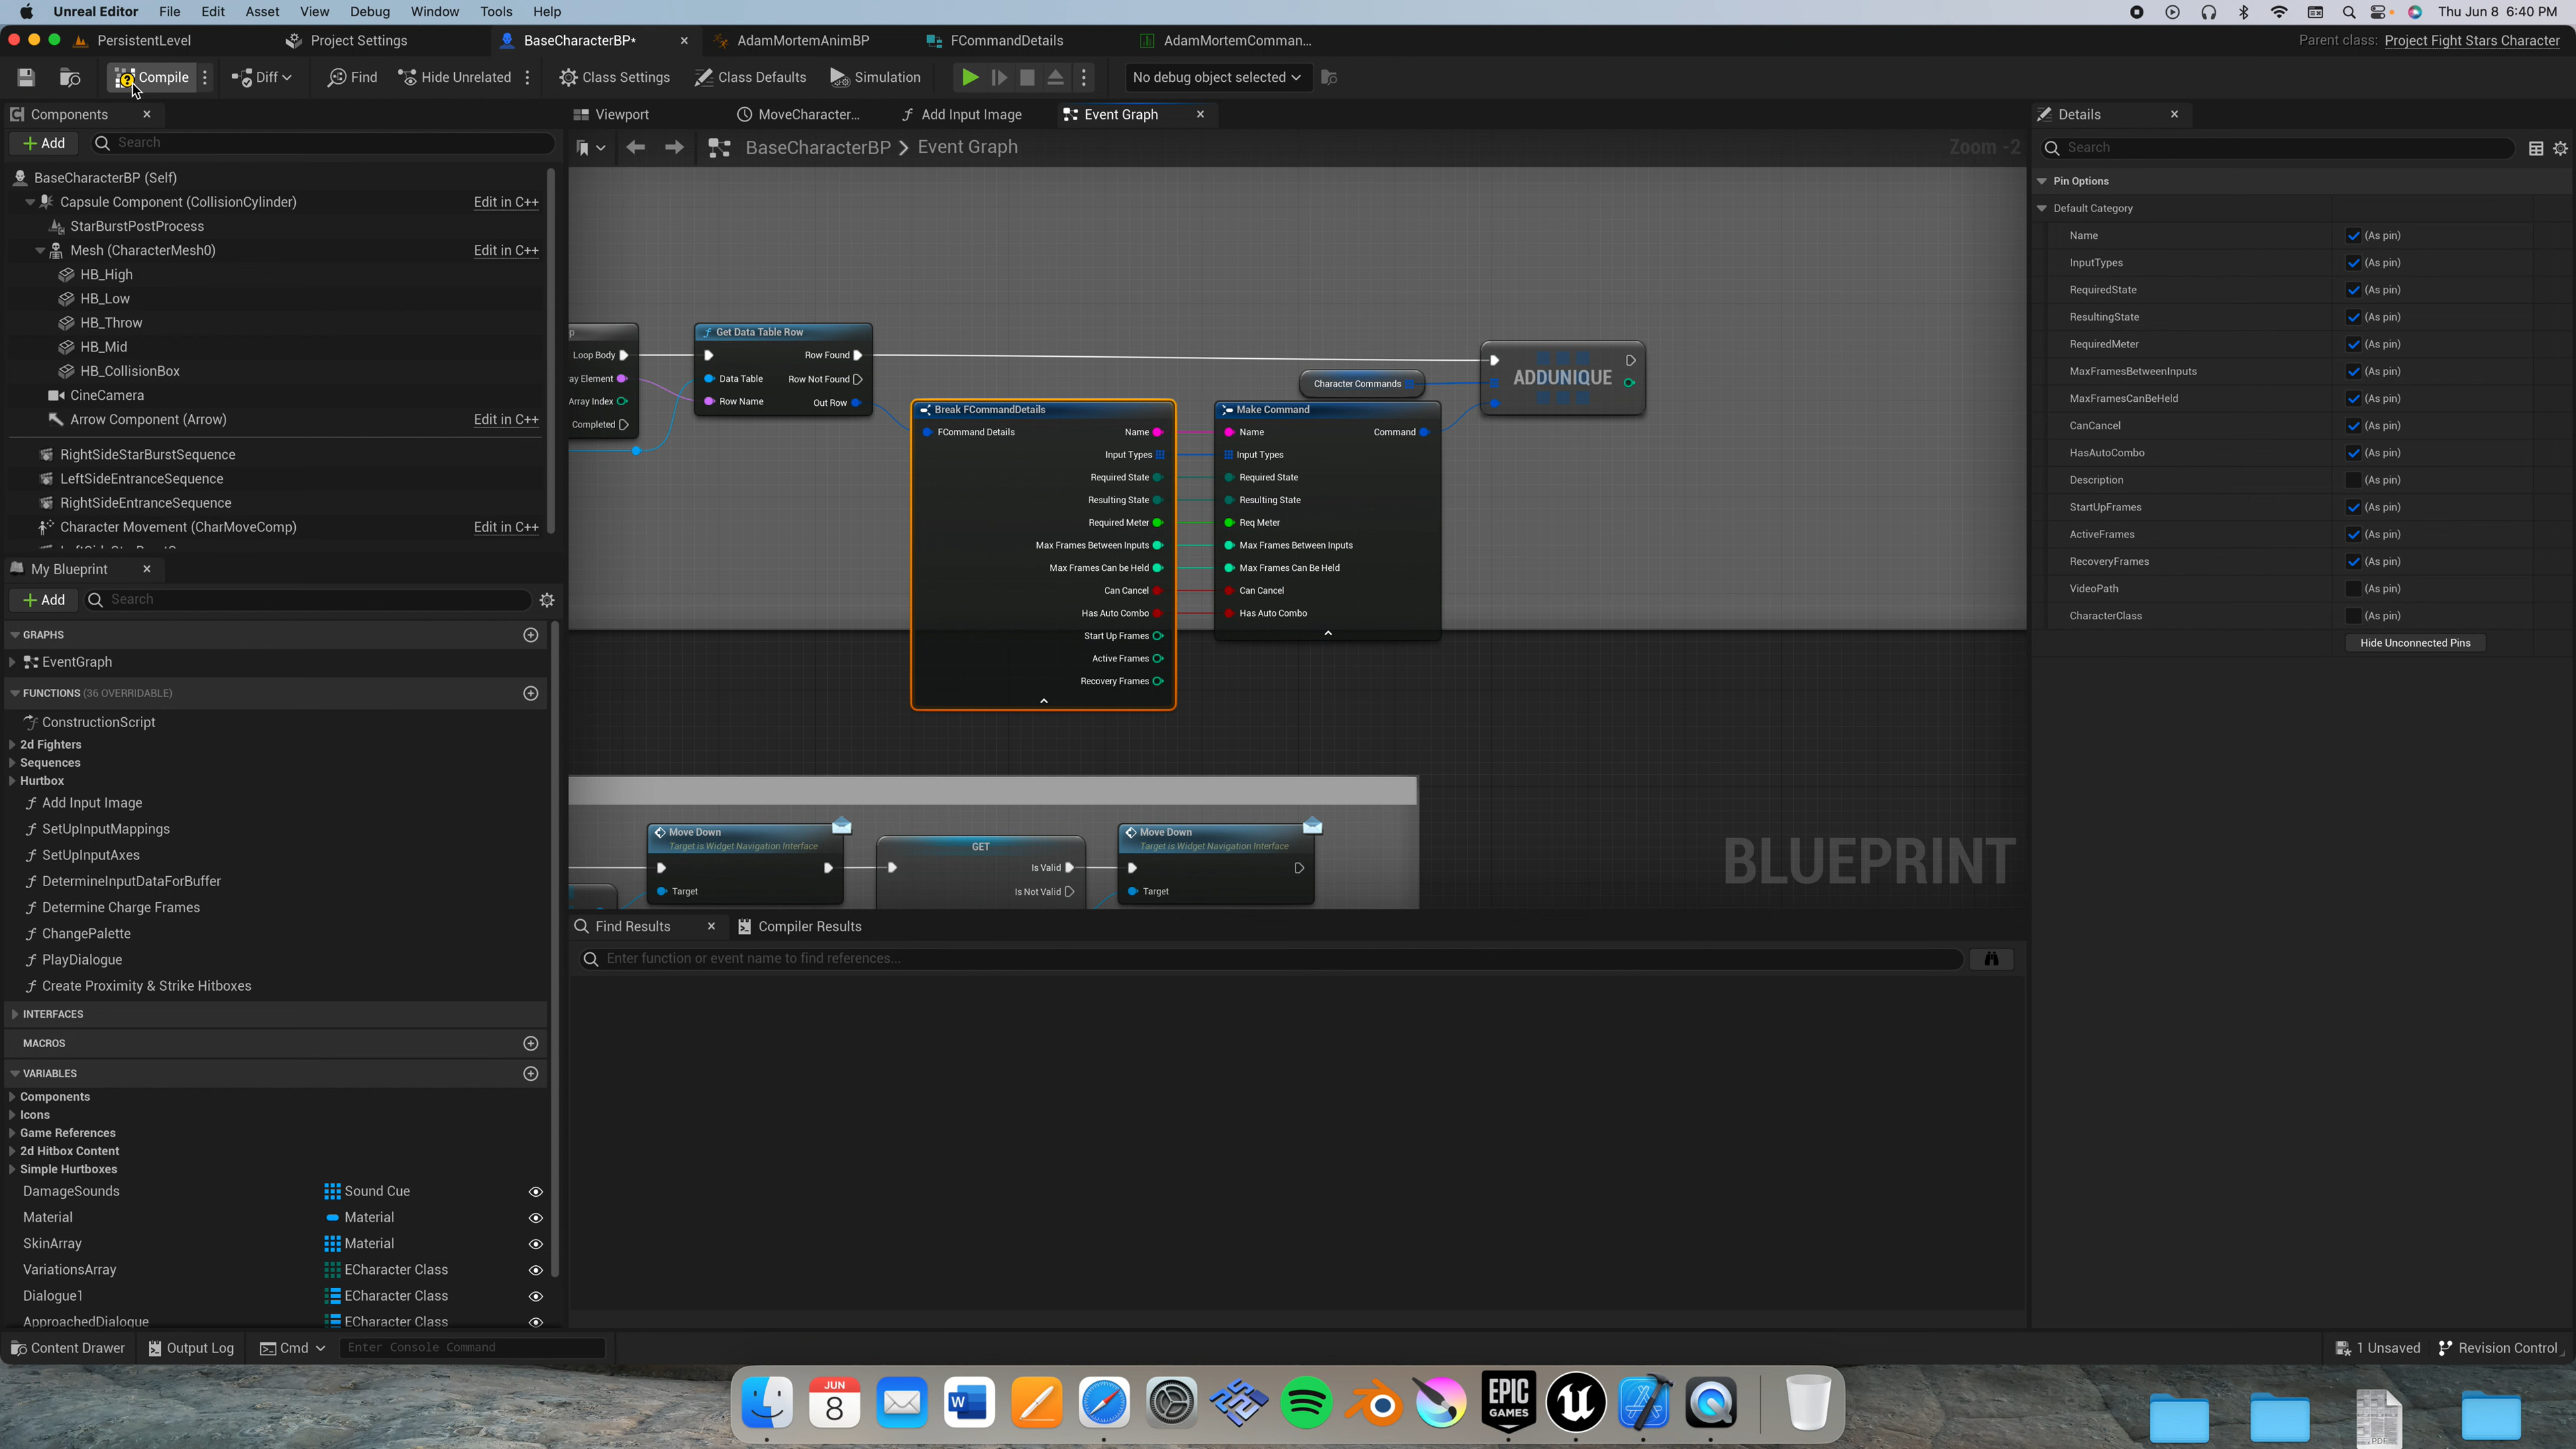 Unreal Editor File Edit Asset View Debug Window Tools Help Thu Jun 8 6:40 PM
PersistentLevel Project Settings BaseCharacterBP* AdamMortemAnimBP FCommandDetails AdamMortemComman... Parent class: Project Fight Stars Character
Compile Diff Find Hide Unrelated Class Settings Class Defaults Simulation No debug object selected
Components
Add Search
BaseCharacterBP (Self)
Capsule Component (CollisionCylinder) Edit in C++
StarBurstPostProcess
Mesh (CharacterMesh0) Edit in C++
HB_High
HB_Low
HB_Throw
HB_Mid
HB_CollisionBox
CineCamera
Arrow Component (Arrow) Edit in C++
RightSideStarBurstSequence
LeftSideEntranceSequence
RightSideEntranceSequence
Character Movement (CharMoveComp) Edit in C++
My Blueprint
Add Search
GRAPHS
EventGraph
FUNCTIONS (36 OVERRIDABLE)
ConstructionScript
2d Fighters
Sequences
Hurtbox
Add Input Image
SetUpInputMappings
SetUpInputAxes
DetermineInputDataForBuffer
Determine Charge Frames
ChangePalette
PlayDialogue
Create Proximity & Strike Hitboxes
INTERFACES
MACROS
VARIABLES
Components
Icons
Game References
2d Hitbox Content
Simple Hurtboxes
DamageSounds Sound Cue
Material Material
SkinArray Material
VariationsArray ECharacter Class
Dialogue1 ECharacter Class
ApproachedDialogue ECharacter Class
Viewport MoveCharacter... Add Input Image Event Graph
BaseCharacterBP > Event Graph Zoom -2
p
Loop Body
ay Element
Array Index
Completed
Get Data Table Row
Row Found
Data Table Row Not Found
Row Name Out Row
Break FCommandDetails
FCommand Details Name
Input Types
Required State
Resulting State
Required Meter
Max Frames Between Inputs
Max Frames Can be Held
Can Cancel
Has Auto Combo
Start Up Frames
Active Frames
Recovery Frames
Make Command
Name Command
Input Types
Required State
Resulting State
Req Meter
Max Frames Between Inputs
Max Frames Can Be Held
Can Cancel
Has Auto Combo
Character Commands
ADDUNIQUE
Move Down
Target is Widget Navigation Interface
Target
GET
Is Valid
Is Not Valid
Move Down
Target is Widget Navigation Interface
Target
BLUEPRINT
Find Results Compiler Results
Enter function or event name to find references...
Details
Search
Pin Options
Default Category
Name (As pin)
InputTypes (As pin)
RequiredState (As pin)
ResultingState (As pin)
RequiredMeter (As pin)
MaxFramesBetweenInputs (As pin)
MaxFramesCanBeHeld (As pin)
CanCancel (As pin)
HasAutoCombo (As pin)
Description (As pin)
StartUpFrames (As pin)
ActiveFrames (As pin)
RecoveryFrames (As pin)
VideoPath (As pin)
CharacterClass (As pin)
Hide Unconnected Pins
Content Drawer Output Log Cmd Enter Console Command 1 Unsaved Revision Control
JUN
8
W
EPIC
GAMES
PDF